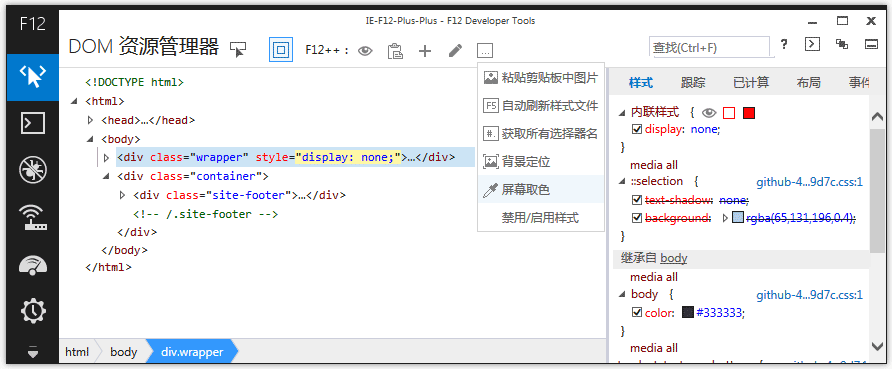 F12
IE-F12-Plus-Plus - F12 Developer Tools
DOM 资源管理器
F12++ :
...
查找(Ctrl+F)
?
<!DOCTYPE html>
<html>
<head>…</head>
<body>
<div class="wrapper" style="display: none;">…</div>
<div class="container">
<div class="site-footer">…</div>
<!-- /.site-footer -->
</div>
</body>
</html>
粘贴剪贴板中图片
F5 自动刷新样式文件
#. 获取所有选择器名
背景定位
屏幕取色
禁用/启用样式
样式 跟踪 已计算 布局 事件
内联样式 {
display: none;
}
media all
::selection { github-4...9d7c.css:1
text-shadow: none;
background: rgba(65,131,196,0.4);
}
继承自 body
media all
body { github-4...9d7c.css:1
color: #333333;
}
media all
html body div.wrapper